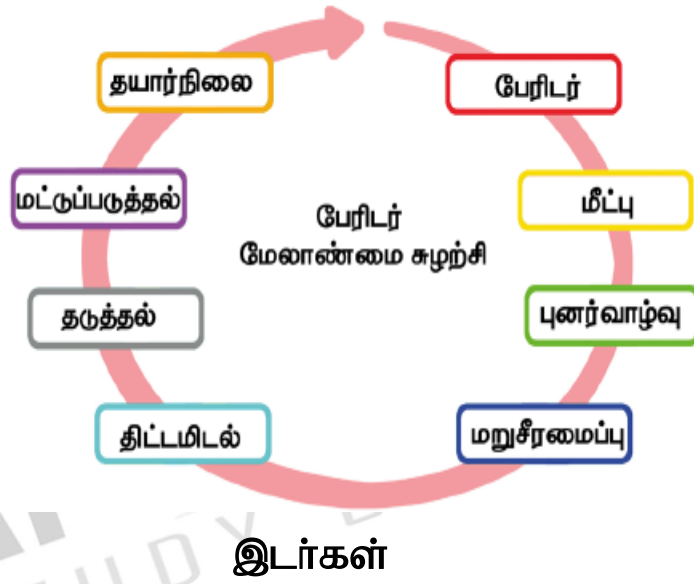 தயார்நிலை
பேரிடர்
மட்டுப்படுத்தல்
மீட்பு
பேரிடர்
மேலாண்மை சுழற்சி
தடுத்தல்
புனர்வாழ்வு
திட்டமிடல்
மறுசீரமைப்பு
இடர்கள்